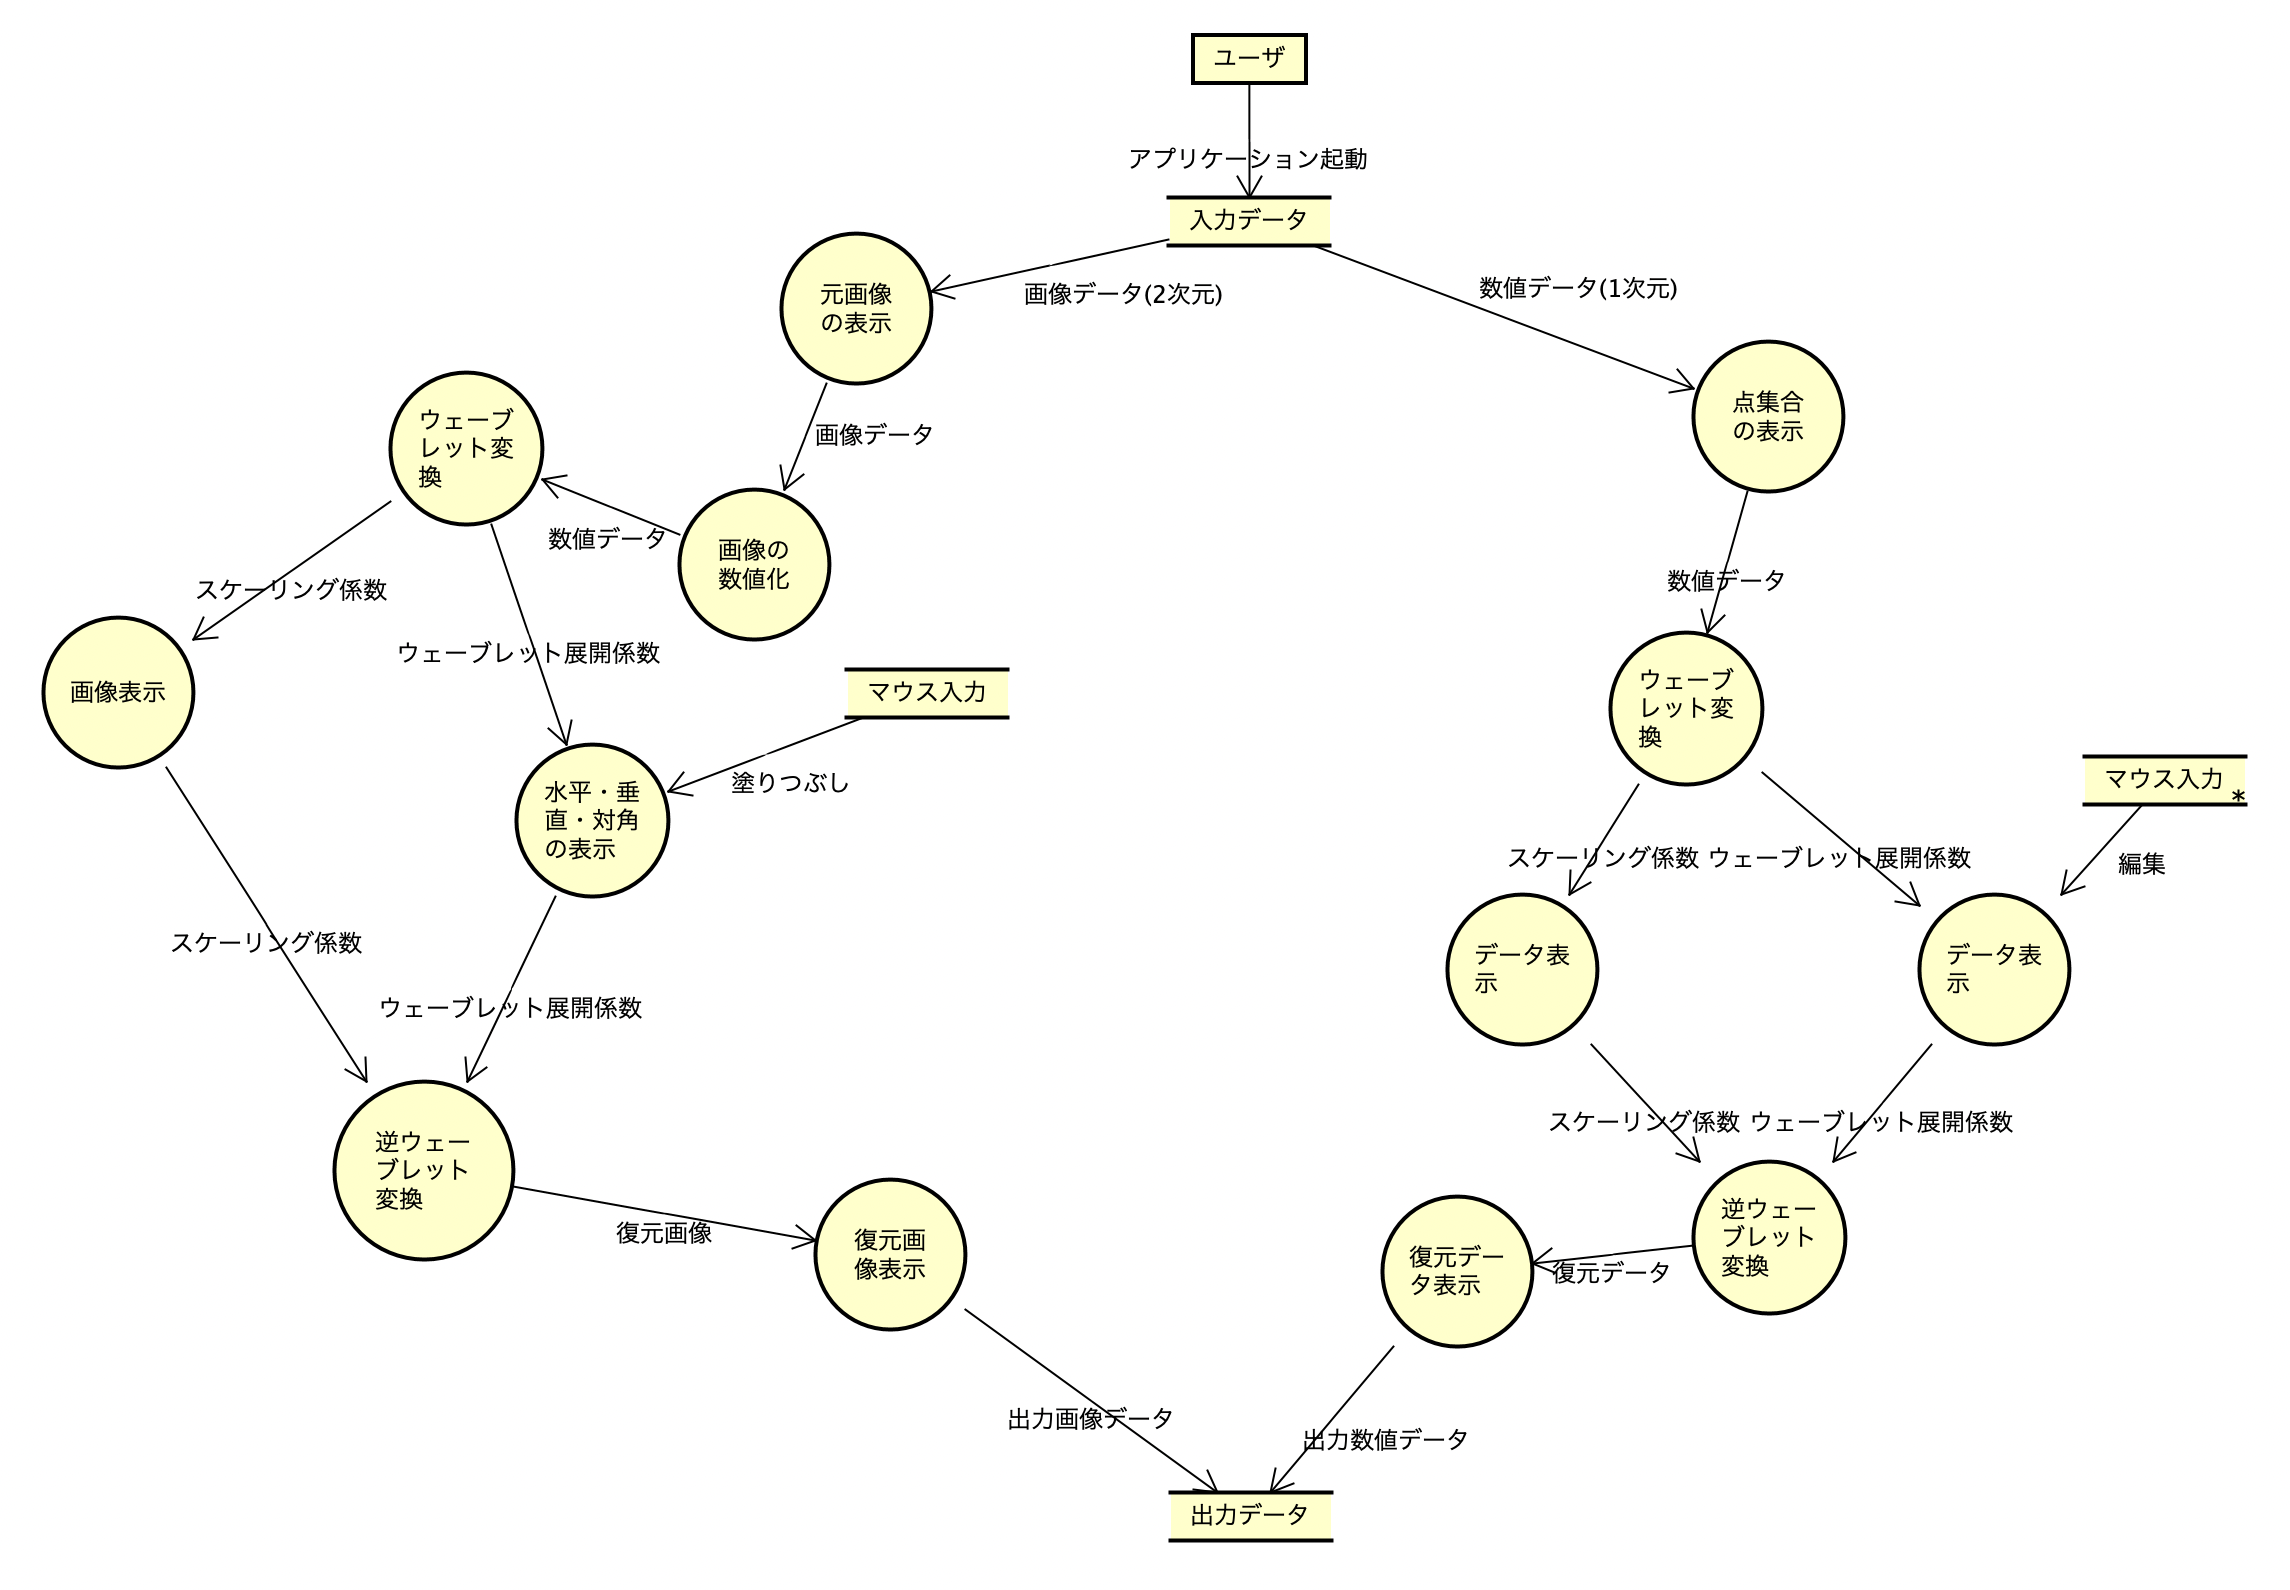 ユーザ
アプリケーション起動
入力データ
画像データ(2次元)
数値データ(1次元)
元画像
の表示
点集合
の表示
画像データ
ウェーブ
レット変
換
数値データ
画像の
数値化
数値データ
スケーリング係数
ウェーブレット展開係数
画像表示
マウス入力
ウェーブ
レット変
換
マウス入力
*
塗りつぶし
水平・垂
直・対角
の表示
スケーリング係数
ウェーブレット展開係数
編集
スケーリング係数
データ表
示
データ表
示
ウェーブレット展開係数
スケーリング係数
ウェーブレット展開係数
逆ウェー
ブレット
変換
復元画像
復元画
像表示
逆ウェー
ブレット
変換
復元データ
復元デー
タ表示
出力画像データ
出力数値データ
出力データ